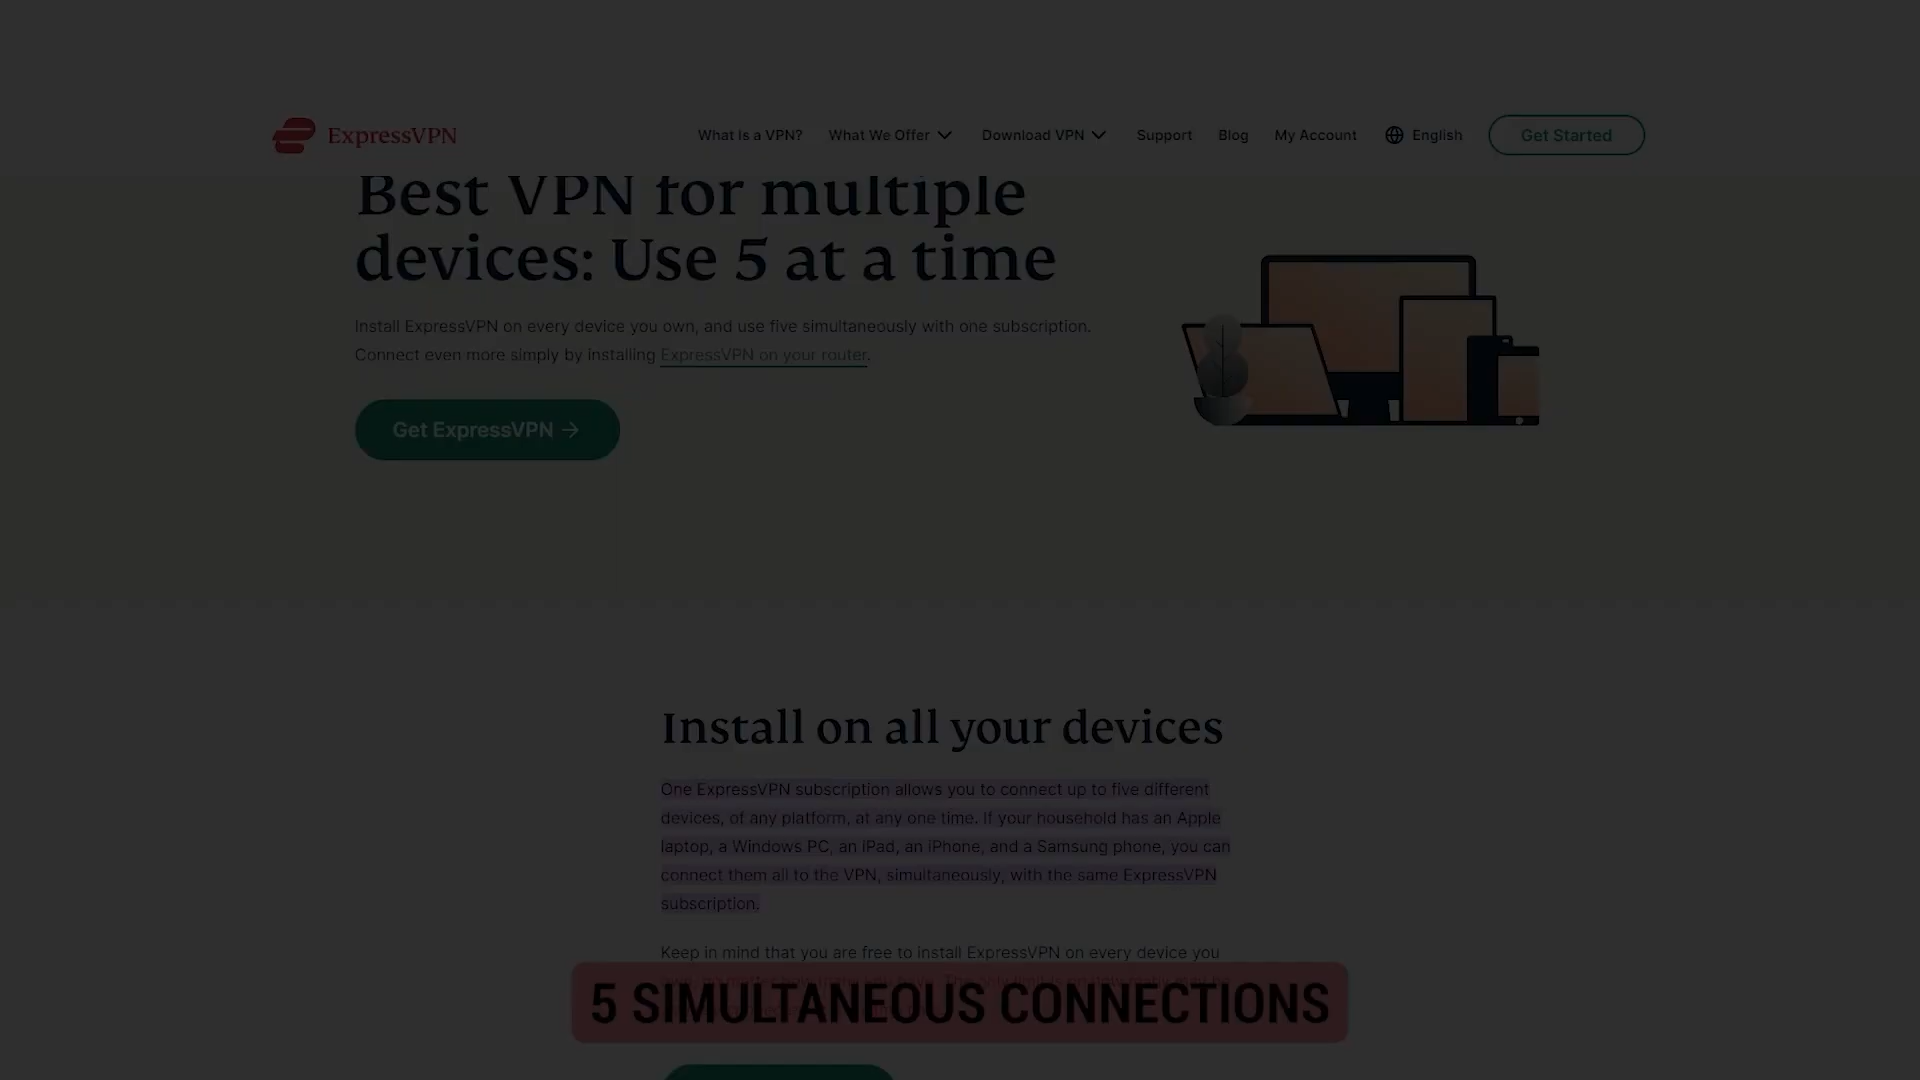 ExpressVPN
What Is a VPN?
What We Offer
Download VPN
Support
Blog
My Account
English
Get Started
Best VPN for multiple
devices: Use 5 at a time
Install ExpressVPN on every device you own, and use five simultaneously with one subscription.
Connect even more simply by installing ExpressVPN on your router.
Get ExpressVPN →
Install on all your devices
One ExpressVPN subscription allows you to connect up to five different
devices, of any platform, at any one time. If your household has an Apple
laptop, a Windows PC, an iPad, an iPhone, and a Samsung phone, you can
connect them all to the VPN, simultaneously, with the same ExpressVPN
subscription.
Keep in mind that you are free to install ExpressVPN on every device you
5 SIMULTANEOUS CONNECTIONS